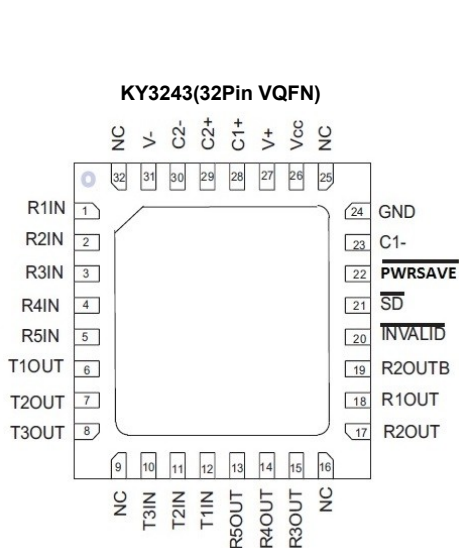 KY3243(32Pin VQFN)
NC V- C2- C2+ C1+ V+ Vcc NC
32 31 30 29 28 27 26 25
R1IN 1 24 GND
R2IN 2 23 C1-
R3IN 3 22 PWRSAVE
R4IN 4 21 SD
R5IN 5 20 INVALID
T1OUT 6 19 R2OUTB
T2OUT 7 18 R1OUT
T3OUT 8 17 R2OUT
9 10 11 12 13 14 15 16
NC T3IN T2IN T1IN R5OUT R4OUT R3OUT NC